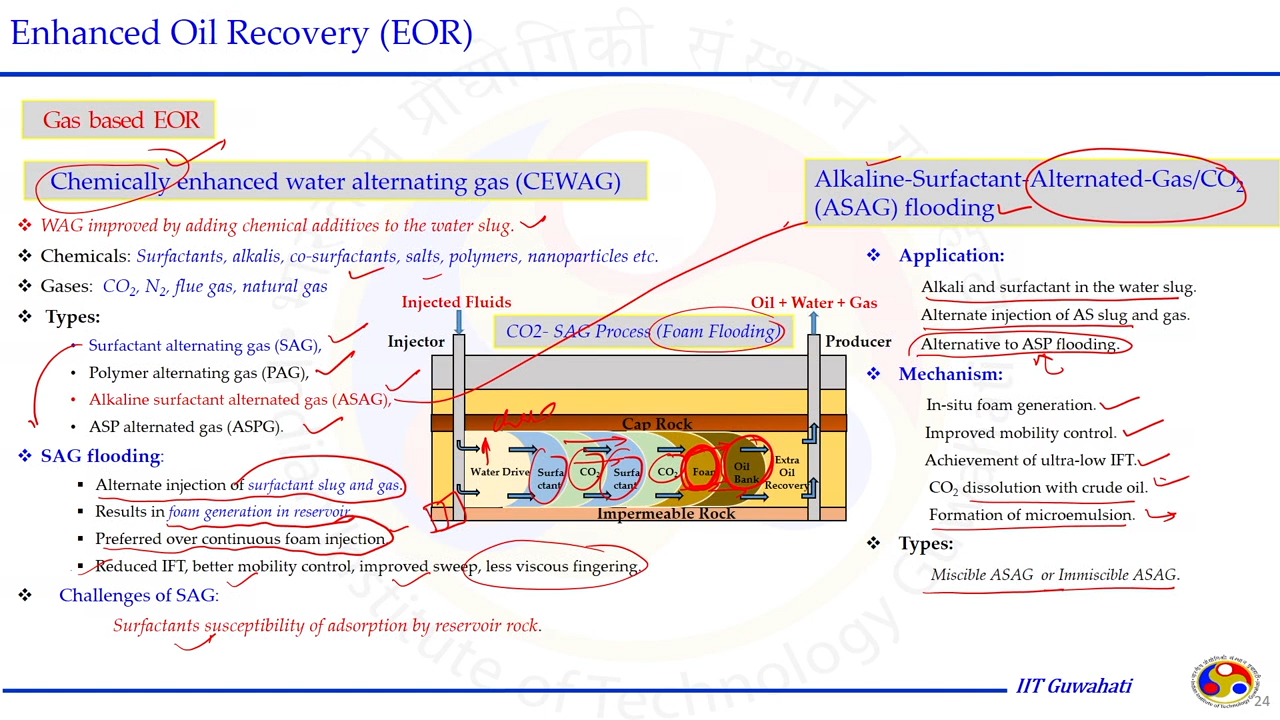 Enhanced Oil Recovery (EOR)
Gas based EOR
Chemically enhanced water alternating gas (CEWAG)
❖ WAG improved by adding chemical additives to the water slug.
❖ Chemicals: Surfactants, alkalis, co-surfactants, salts, polymers, nanoparticles etc.
❖ Gases: CO2, N2, flue gas, natural gas
❖ Types:
• Surfactant alternating gas (SAG),
• Polymer alternating gas (PAG),
• Alkaline surfactant alternated gas (ASAG),
• ASP alternated gas (ASPG).
❖ SAG flooding:
▪ Alternate injection of surfactant slug and gas.
▪ Results in foam generation in reservoir
▪ Preferred over continuous foam injection.
▪ Reduced IFT, better mobility control, improved sweep, less viscous fingering.
❖ Challenges of SAG:
Surfactants susceptibility of adsorption by reservoir rock.
Injected Fluids
Oil + Water + Gas
CO2- SAG Process (Foam Flooding)
Injector
Producer
Cap Rock
Water Drive
Surfa
ctant
CO2
Surfa
ctant
CO2
Foam
Oil
Bank
Extra
Oil
Recovery
Impermeable Rock
Alkaline-Surfactant-Alternated-Gas/CO2
(ASAG) flooding
❖ Application:
Alkali and surfactant in the water slug.
Alternate injection of AS slug and gas.
Alternative to ASP flooding.
❖ Mechanism:
In-situ foam generation.
Improved mobility control.
Achievement of ultra-low IFT.
CO2 dissolution with crude oil.
Formation of microemulsion.
❖ Types:
Miscible ASAG or Immiscible ASAG.
IIT Guwahati
24